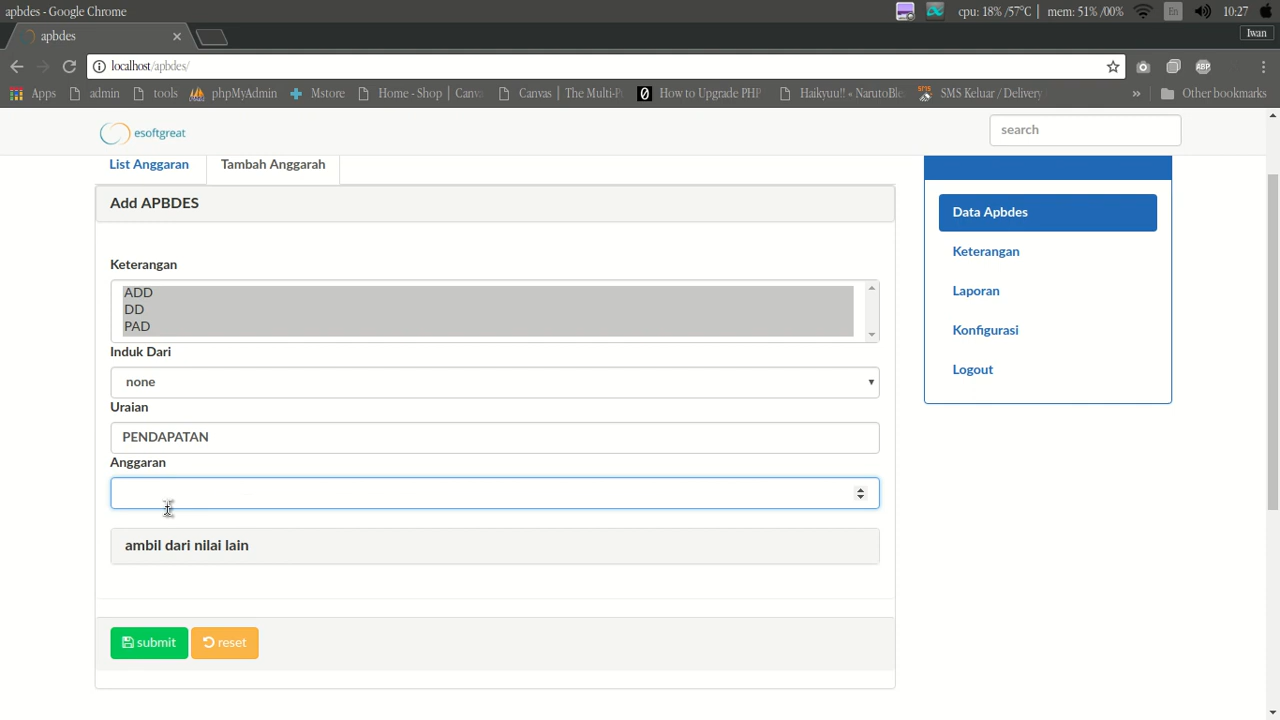 apbdes - Google Chrome
cpu: 18% /57°C | mem: 51% /00% En 10:27
apbdes
Iwan
localhost/apbdes/
ABP
Apps admin tools phpMyAdmin Mstore Home - Shop | Canv Canvas | The Multi-P How to Upgrade PHP Haikyuu!! « NarutoBle SMS Keluar / Delivery » Other bookmarks
esoftgreat
search
List Anggaran Tambah Anggarah
Add APBDES
Keterangan
ADD
DD
PAD
Induk Dari
none
Uraian
PENDAPATAN
Anggaran
ambil dari nilai lain
submit reset
Data Apbdes
Keterangan
Laporan
Konfigurasi
Logout